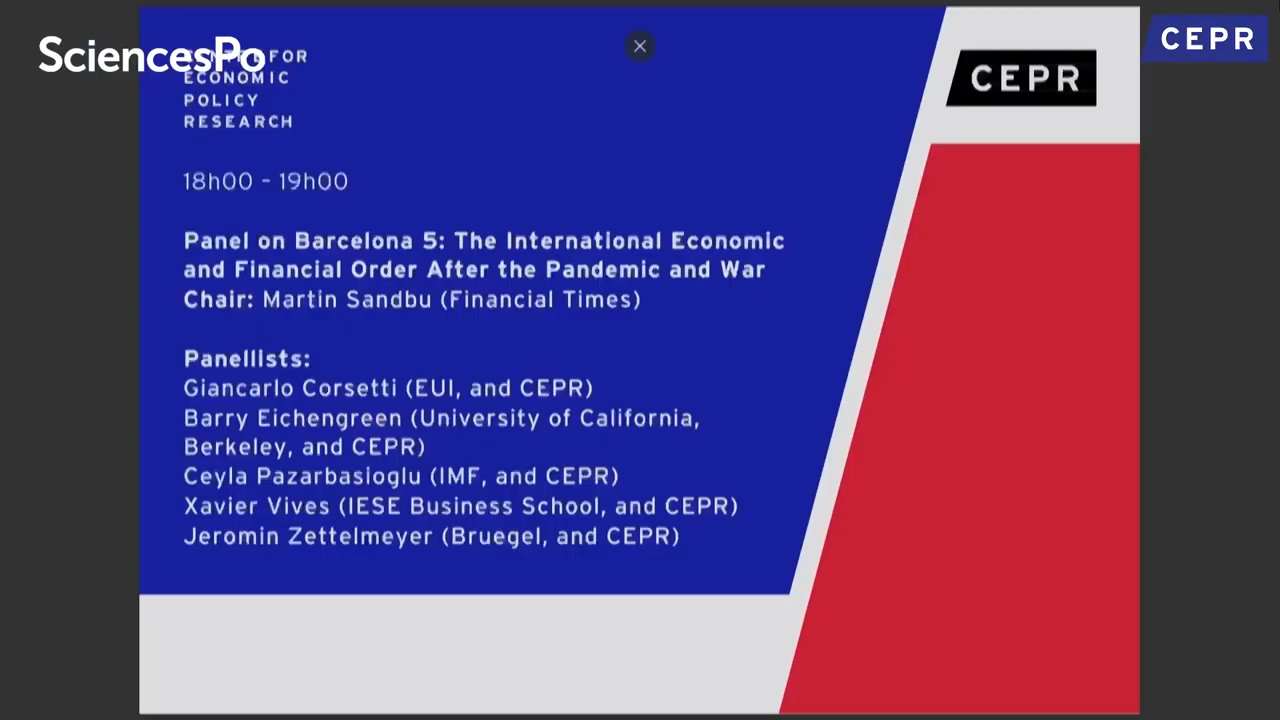 SciencesPo
CENTRE FOR
ECONOMIC
POLICY
RESEARCH
CEPR
CEPR
18h00 - 19h00
Panel on Barcelona 5: The International Economic
and Financial Order After the Pandemic and War
Chair: Martin Sandbu (Financial Times)
Panellists:
Giancarlo Corsetti (EUI, and CEPR)
Barry Eichengreen (University of California,
Berkeley, and CEPR)
Ceyla Pazarbasioglu (IMF, and CEPR)
Xavier Vives (IESE Business School, and CEPR)
Jeromin Zettelmeyer (Bruegel, and CEPR)